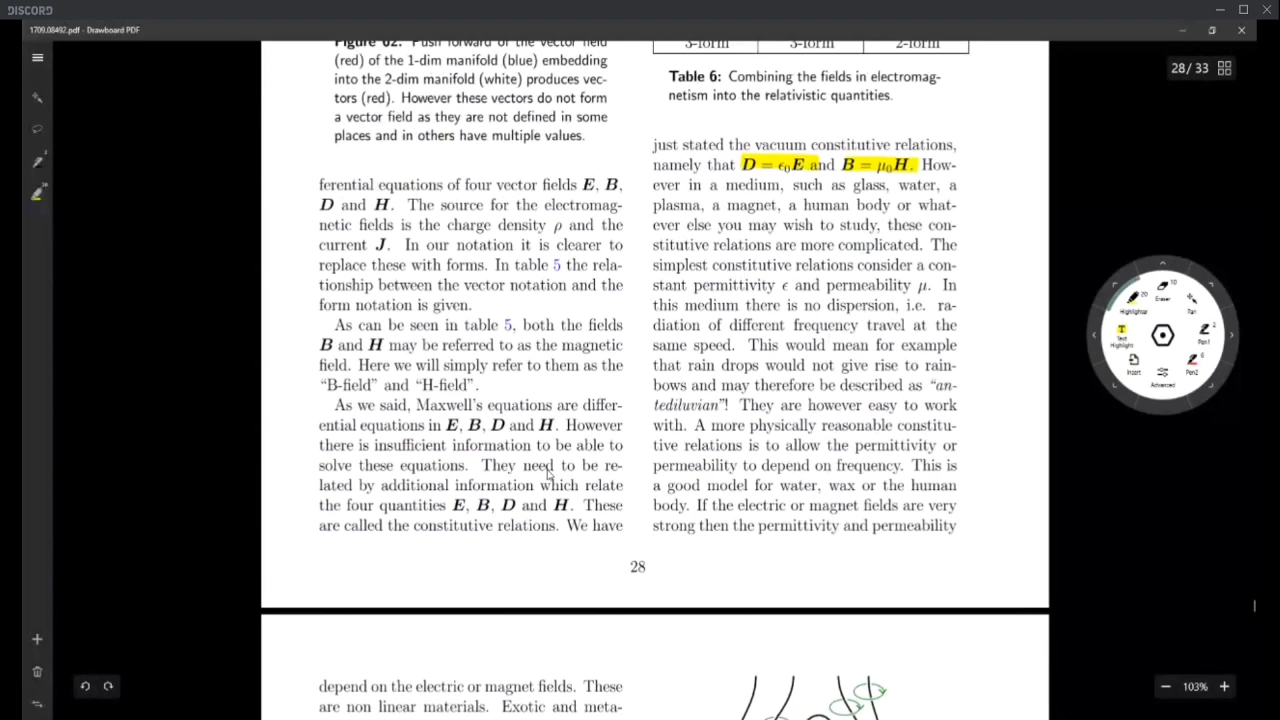 DISCORD
1709.08492.pdf - Drawboard PDF
28/33
Figure 62: Push forward of the vector field
(red) of the 1-dim manifold (blue) embedding
into the 2-dim manifold (white) produces vec-
tors (red). However these vectors do not form
a vector field as they are not defined in some
places and in others have multiple values.
ferential equations of four vector fields E, B,
D and H. The source for the electromag-
netic fields is the charge density ρ and the
current J. In our notation it is clearer to
replace these with forms. In table 5 the rela-
tionship between the vector notation and the
form notation is given.
As can be seen in table 5, both the fields
B and H may be referred to as the magnetic
field. Here we will simply refer to them as the
“B-field” and “H-field”.
As we said, Maxwell’s equations are differ-
ential equations in E, B, D and H. However
there is insufficient information to be able to
solve these equations. They need to be re-
lated by additional information which relate
the four quantities E, B, D and H. These
are called the constitutive relations. We have
3-form 3-form 2-form
Table 6: Combining the fields in electromag-
netism into the relativistic quantities.
just stated the vacuum constitutive relations,
namely that D = ϵ₀E and B = μ₀H. How-
ever in a medium, such as glass, water, a
plasma, a magnet, a human body or what-
ever else you may wish to study, these con-
stitutive relations are more complicated. The
simplest constitutive relations consider a con-
stant permittivity ϵ and permeability μ. In
this medium there is no dispersion, i.e. ra-
diation of different frequency travel at the
same speed. This would mean for example
that rain drops would not give rise to rain-
bows and may therefore be described as “an-
tediluvian”! They are however easy to work
with. A more physically reasonable constitu-
tive relations is to allow the permittivity or
permeability to depend on frequency. This is
a good model for water, wax or the human
body. If the electric or magnet fields are very
strong then the permittivity and permeability
28
depend on the electric or magnet fields. These
are non linear materials. Exotic and meta-
Highlighter
20
Eraser
10
Pan
Pen1
2
Pen2
6
Advanced
Insert
Text
Highlight
103%